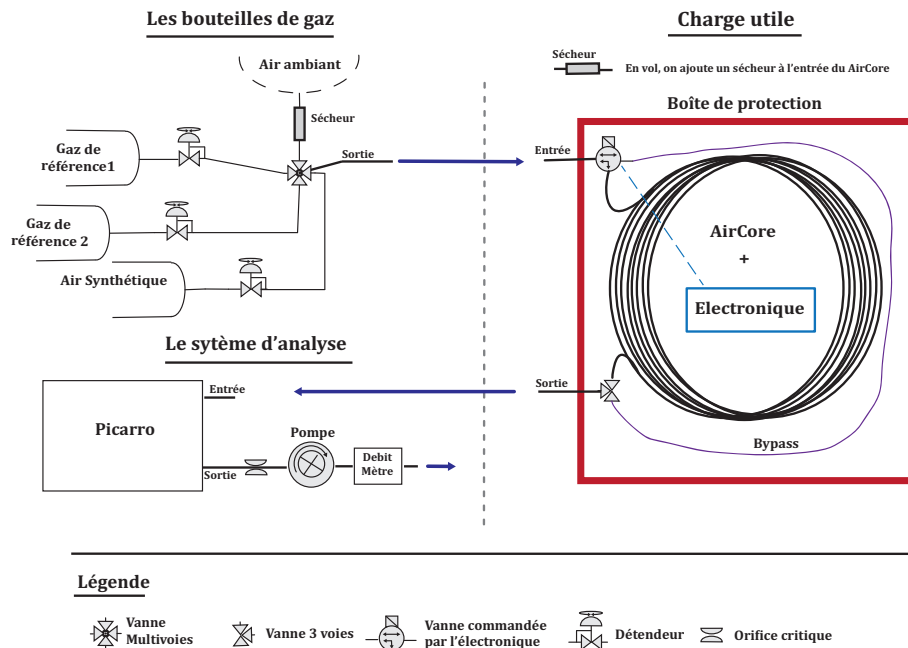 Les bouteilles de gaz
Air ambiant
Sécheur
Gaz de
référence1
Sortie
Gaz de
référence 2
Air Synthétique
Le sytème d'analyse
Picarro
Entrée
Sortie
Pompe
Debit
Mètre
Charge utile
Sécheur
En vol, on ajoute un sécheur à l'entrée du AirCore
Boîte de protection
Entrée
AirCore
+
Electronique
Sortie
Bypass
Légende
Vanne
Multivoies
Vanne 3 voies
Vanne commandée
par l'électronique
Détendeur
Orifice critique